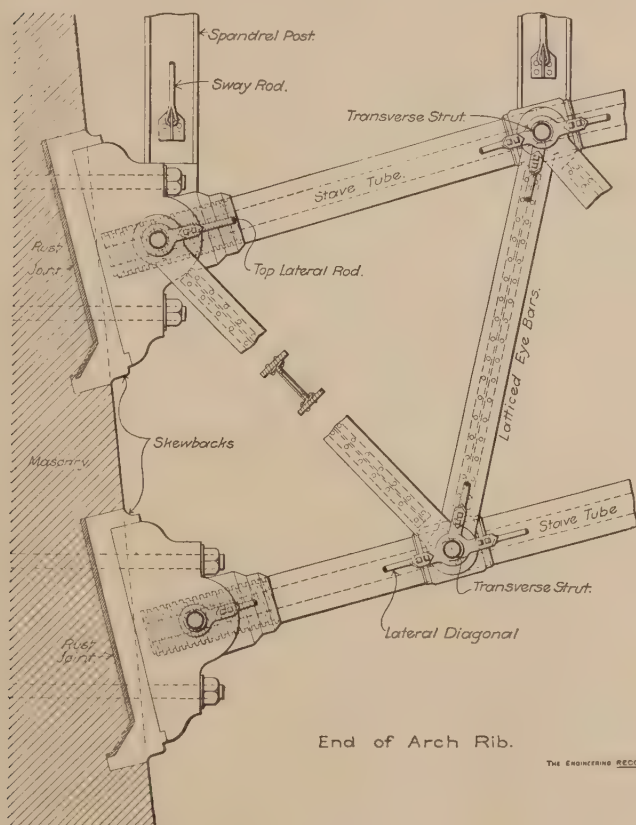 Spandrel Post.
Sway Rod.
Transverse Strut.
Stave Tube
Rust
Joint
Top Lateral Rod.
Latticed Eye Bars.
Skewbacks
Masonry
Stave Tube
Transverse Strut.
Rust
Joint
Lateral Diagonal
End of Arch Rib.
THE ENGINEERING